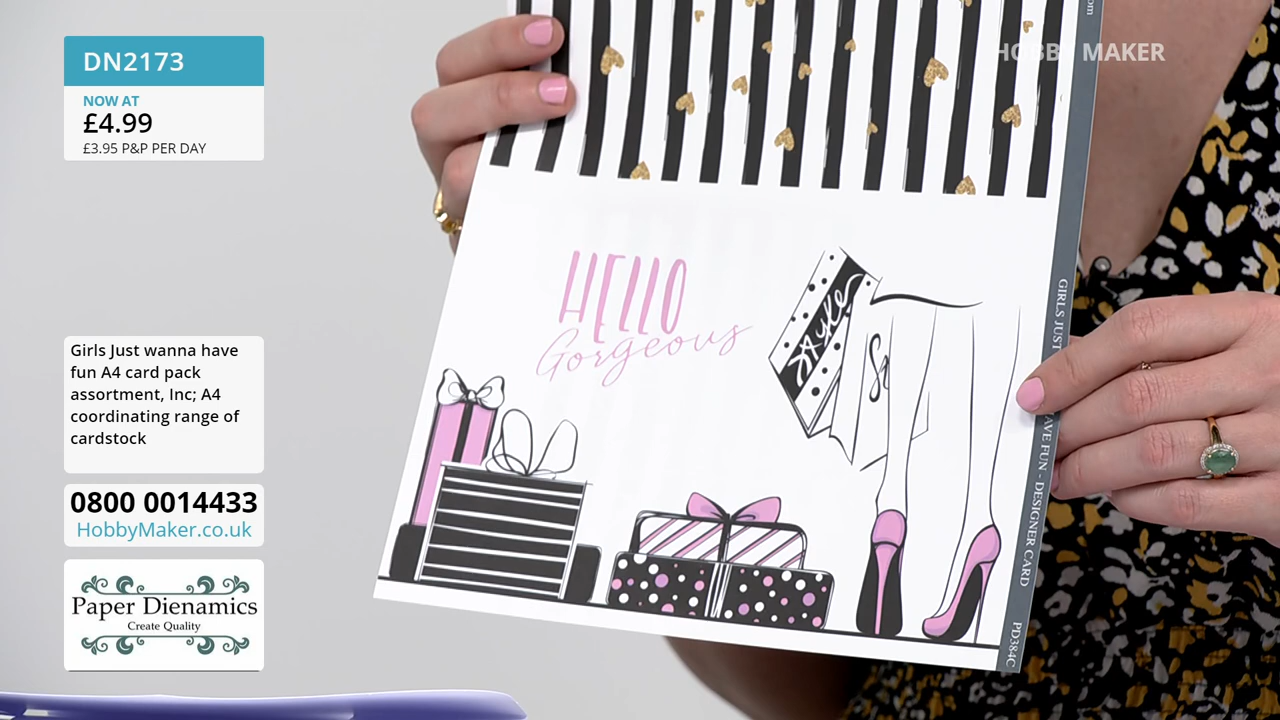 DN2173
NOW AT
£4.99
£3.95 P&P PER DAY
HOBBY MAKER
om
HELLO
Gorgeous
Style
GIRLS JUST
AVE FUN - DESIGNER CARD
PD384C
Girls Just wanna have
fun A4 card pack
assortment, Inc; A4
coordinating range of
cardstock
0800 0014433
HobbyMaker.co.uk
Paper Dienamics
Create Quality